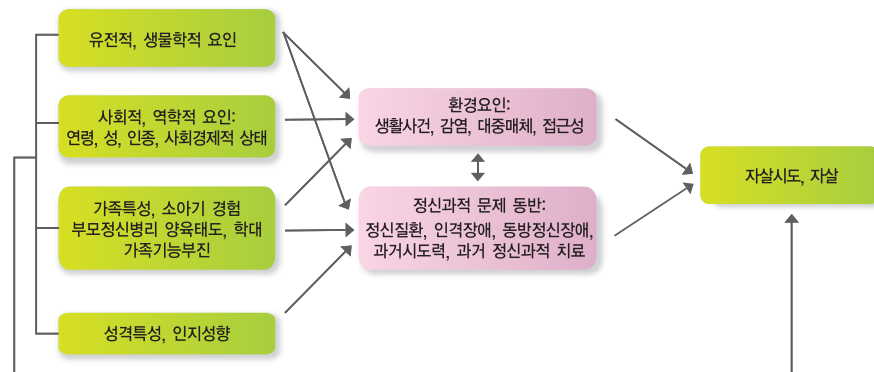 유전적, 생물학적 요인
사회적, 역학적 요인:
연령, 성, 인종, 사회경제적 상태
가족특성, 소아기 경험
부모정신병리 양육태도, 학대
가족기능부진
성격특성, 인지성향
환경요인:
생활사건, 감염, 대중매체, 접근성
정신과적 문제 동반:
정신질환, 인격장애, 동방정신장애,
과거시도력, 과거 정신과적 치료
자살시도, 자살